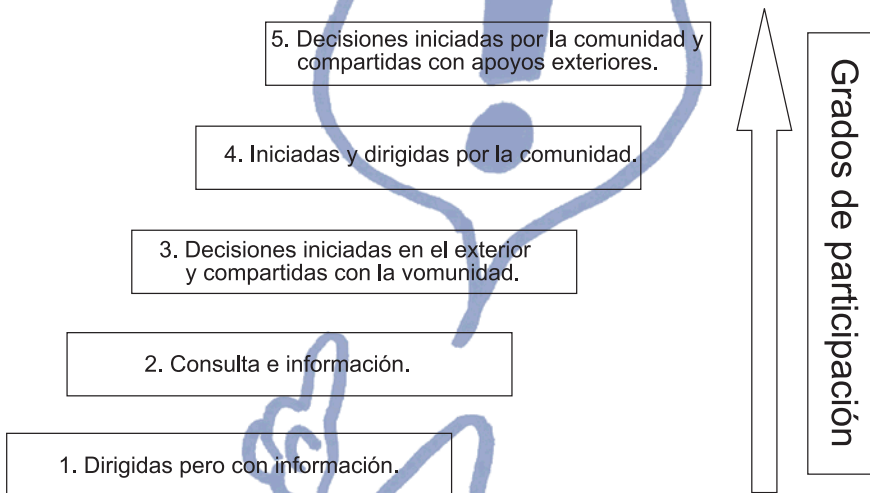 5. Decisiones iniciadas por la comunidad y
compartidas con apoyos exteriores.
4. Iniciadas y dirigidas por la comunidad.
3. Decisiones iniciadas en el exterior
y compartidas con la vomunidad.
2. Consulta e información.
1. Dirigidas pero con información.
Grados de participación